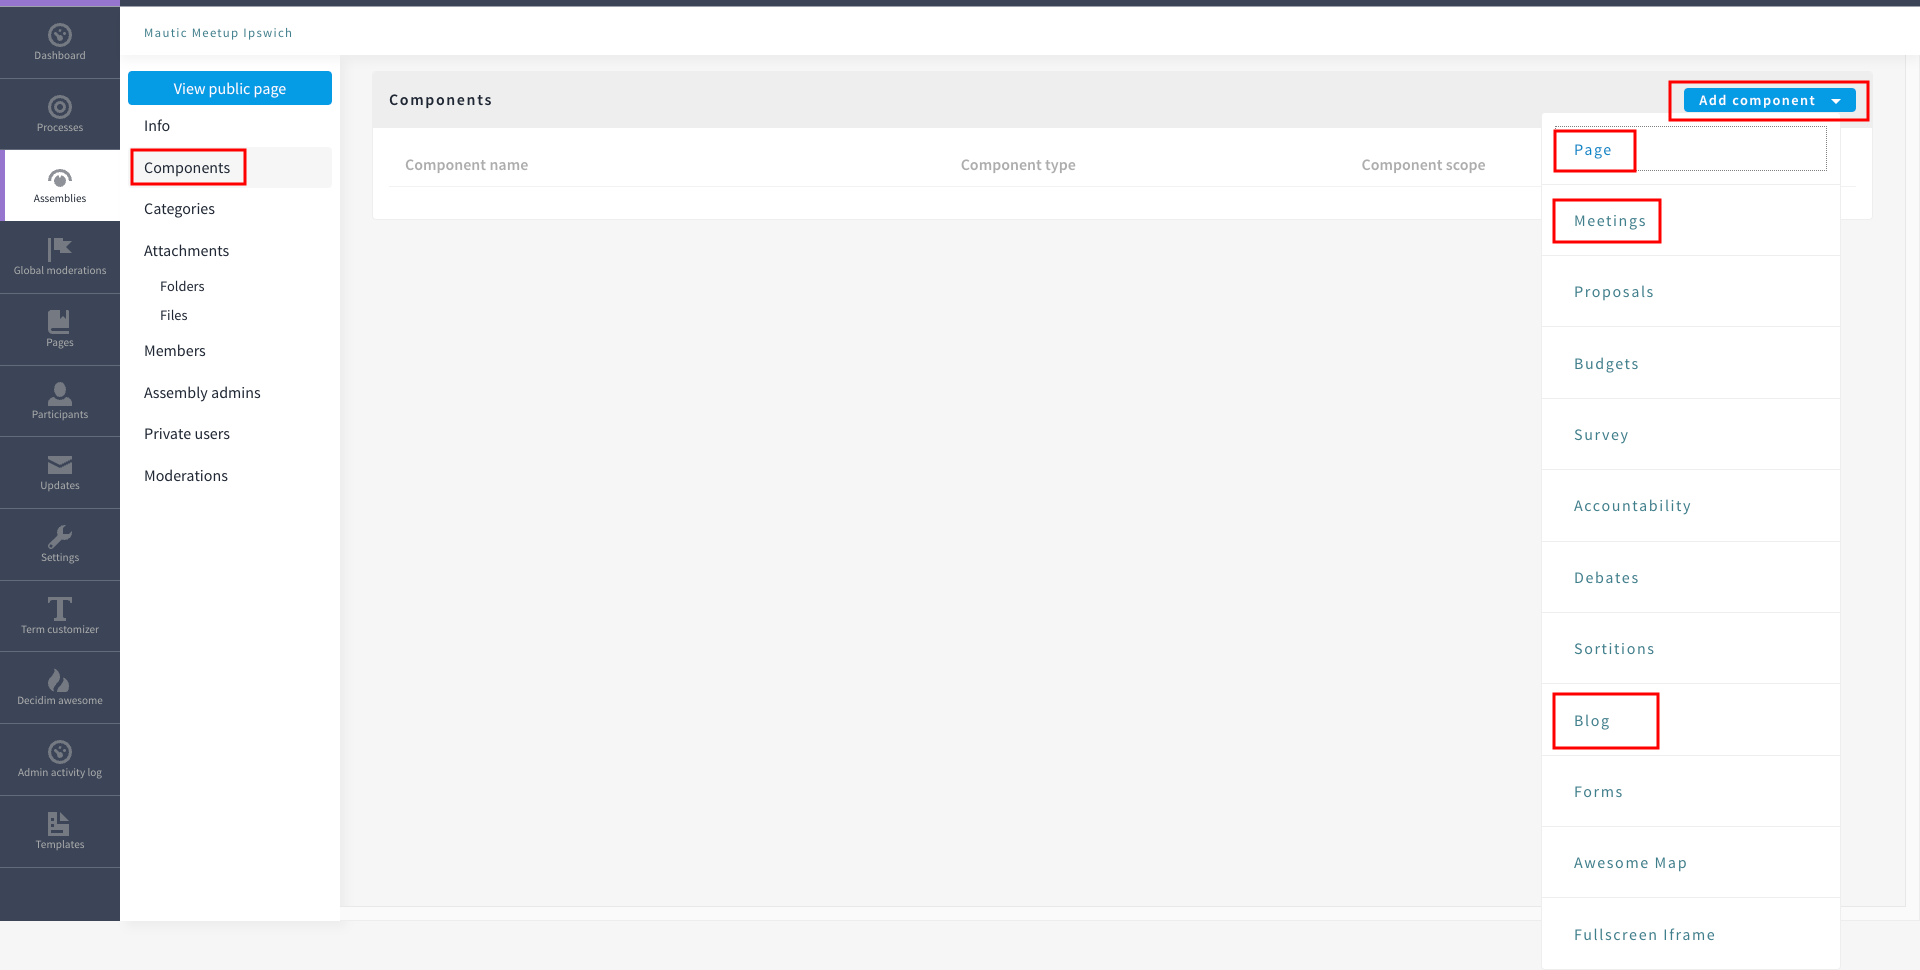 Mautic Meetup Ipswich
Dashboard
Processes
Assemblies
Global moderations
Pages
Participants
Updates
Settings
Term customizer
Decidim awesome
Admin activity log
Templates
View public page
Info
Components
Categories
Attachments
Folders
Files
Members
Assembly admins
Private users
Moderations
Components
Add component
Component name Component type Component scope
Page
Meetings
Proposals
Budgets
Survey
Accountability
Debates
Sortitions
Blog
Forms
Awesome Map
Fullscreen Iframe